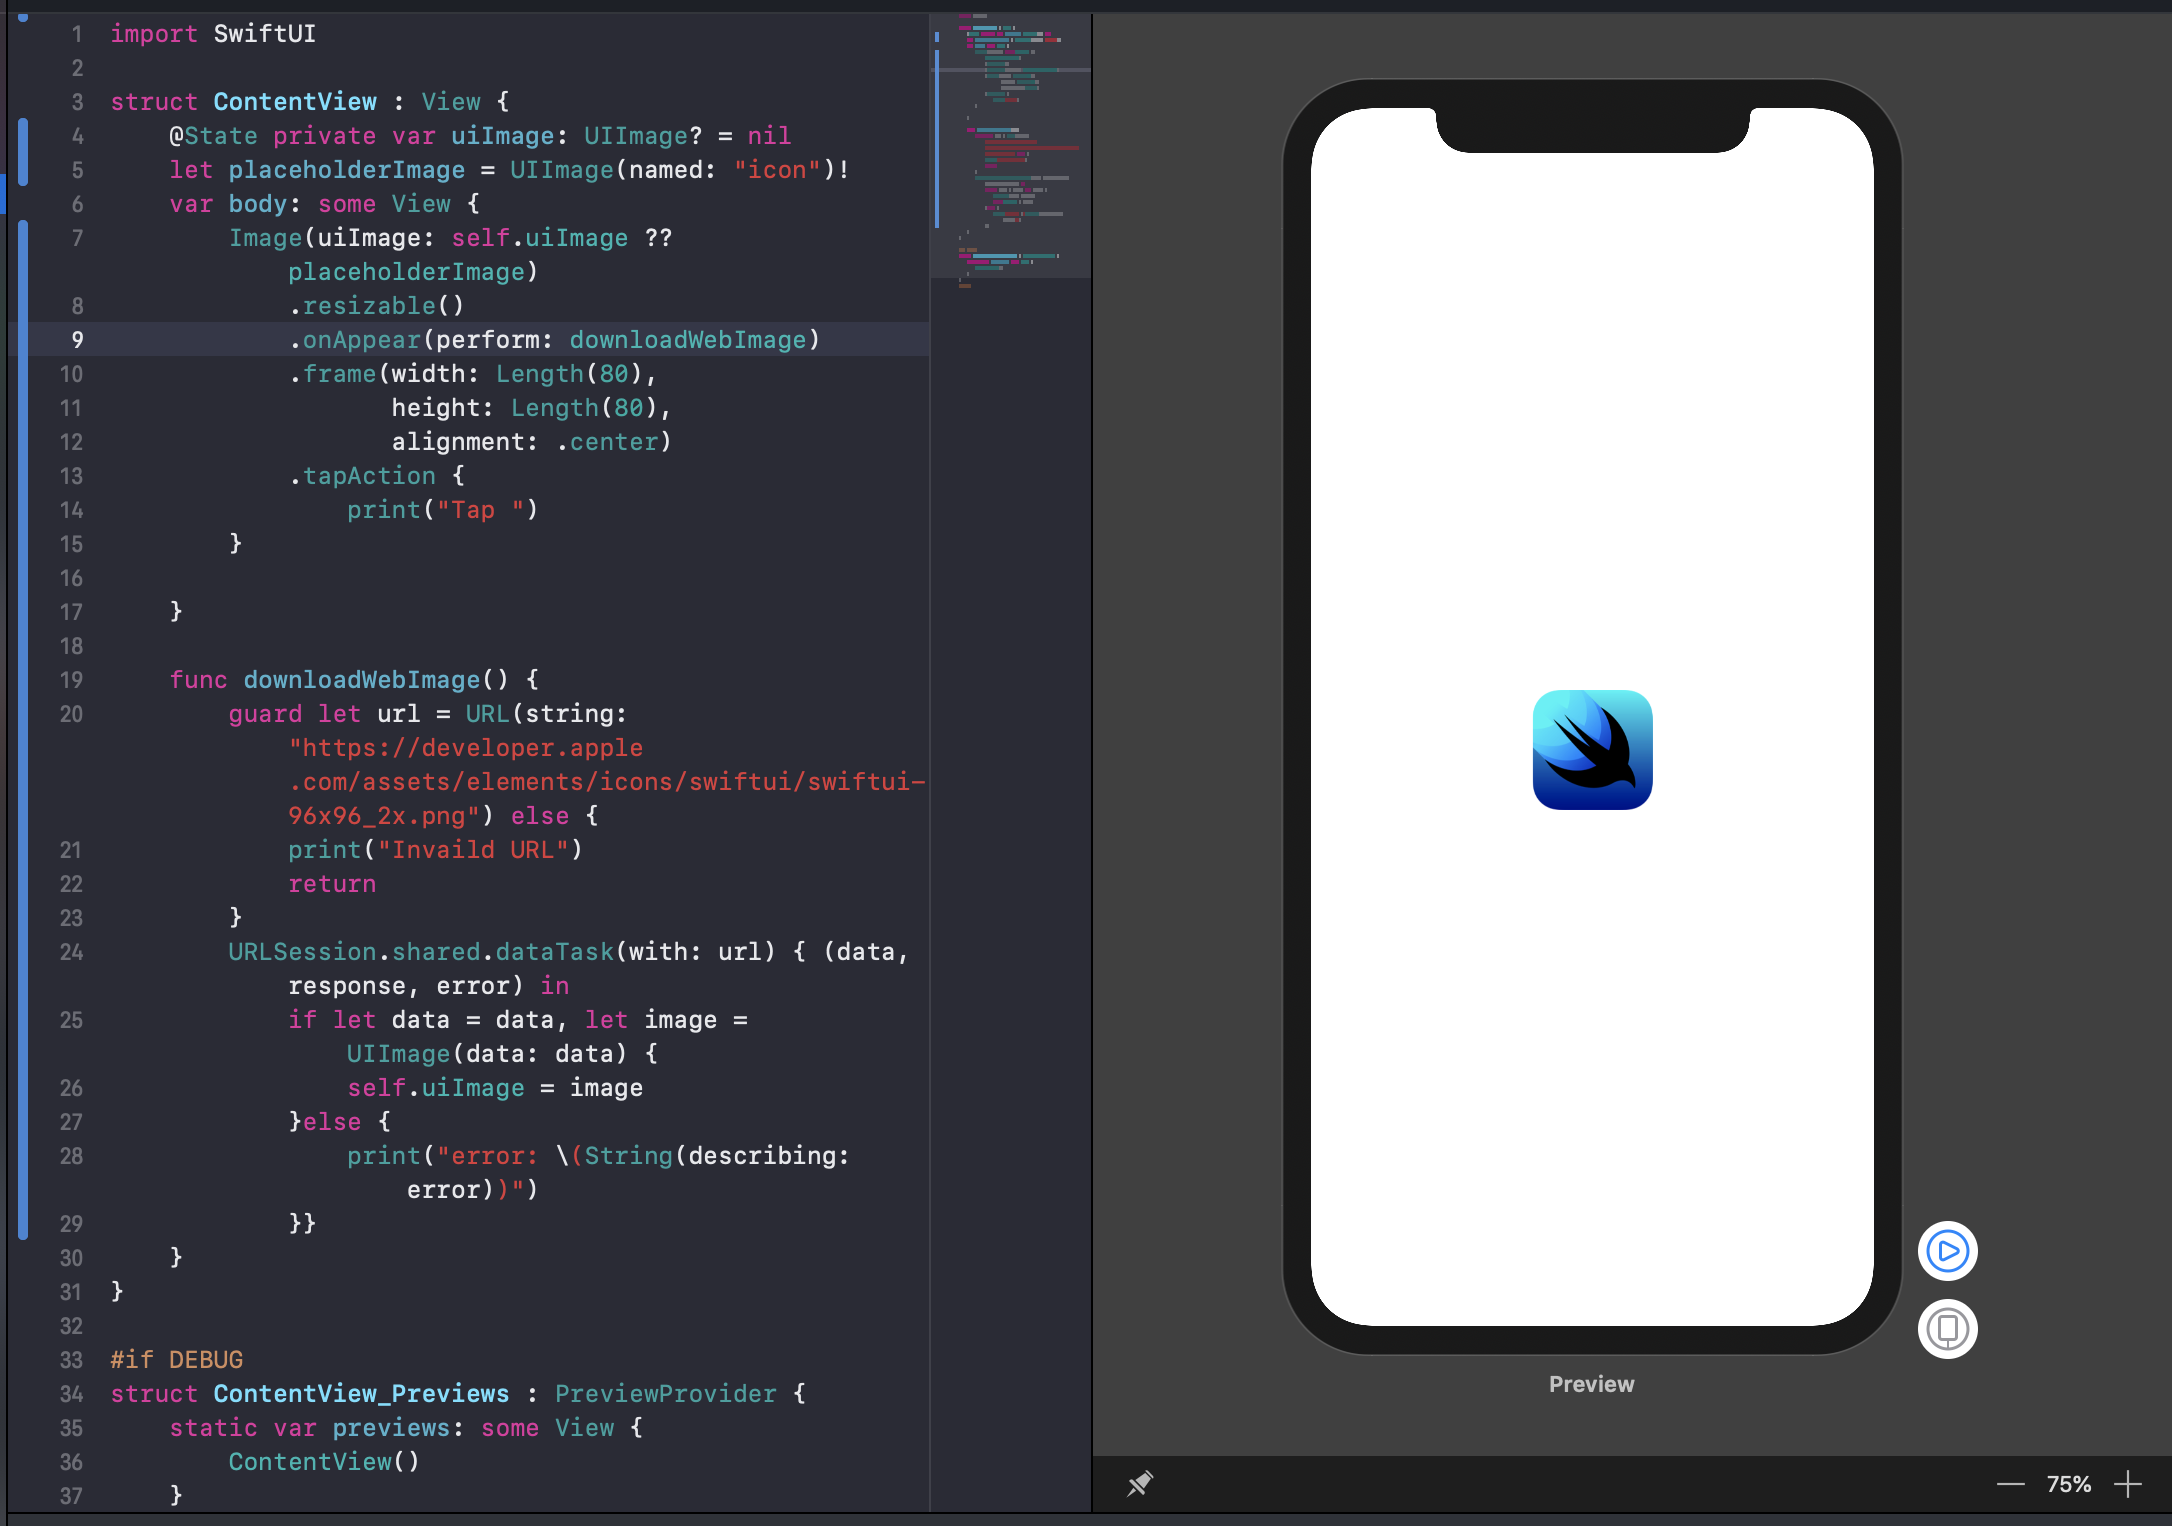 1 import SwiftUI
2
3 struct ContentView : View {
4 @State private var uiImage: UIImage? = nil
5 let placeholderImage = UIImage(named: "icon")!
6 var body: some View {
7 Image(uiImage: self.uiImage ??
placeholderImage)
8 .resizable()
9 .onAppear(perform: downloadWebImage)
10 .frame(width: Length(80),
11 height: Length(80),
12 alignment: .center)
13 .tapAction {
14 print("Tap ")
15 }
16
17 }
18
19 func downloadWebImage() {
20 guard let url = URL(string:
"https://developer.apple
.com/assets/elements/icons/swiftui/swiftui-
96x96_2x.png") else {
21 print("Invaild URL")
22 return
23 }
24 URLSession.shared.dataTask(with: url) { (data,
response, error) in
25 if let data = data, let image =
UIImage(data: data) {
26 self.uiImage = image
27 }else {
28 print("error: \(String(describing:
error))")
29 }}
30 }
31 }
32
33 #if DEBUG
34 struct ContentView_Previews : PreviewProvider {
35 static var previews: some View {
36 ContentView()
37 }
Preview
75%